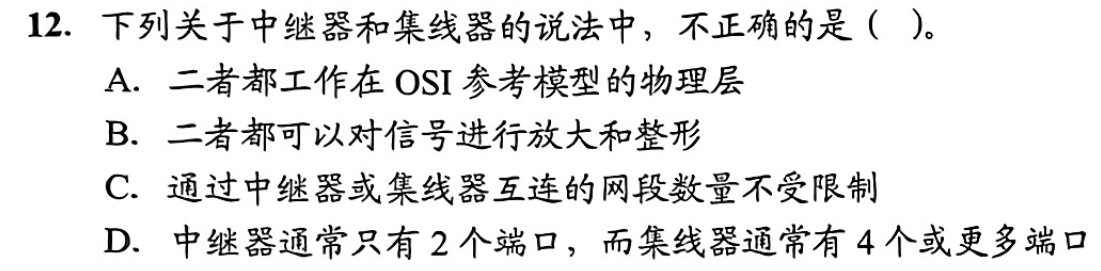 12. 下列关于中继器和集线器的说法中，不正确的是（ ）。
A. 二者都工作在 OSI 参考模型的物理层
B. 二者都可以对信号进行放大和整形
C. 通过中继器或集线器互连的网段数量不受限制
D. 中继器通常只有 2 个端口，而集线器通常有 4 个或更多端口